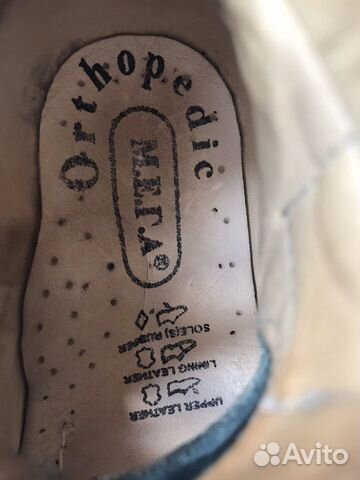 Orthopedic
М.Е.Г.А®
SOLE(S) RUBBER
LINING LEATHER
UPPER LEATHER
Avito